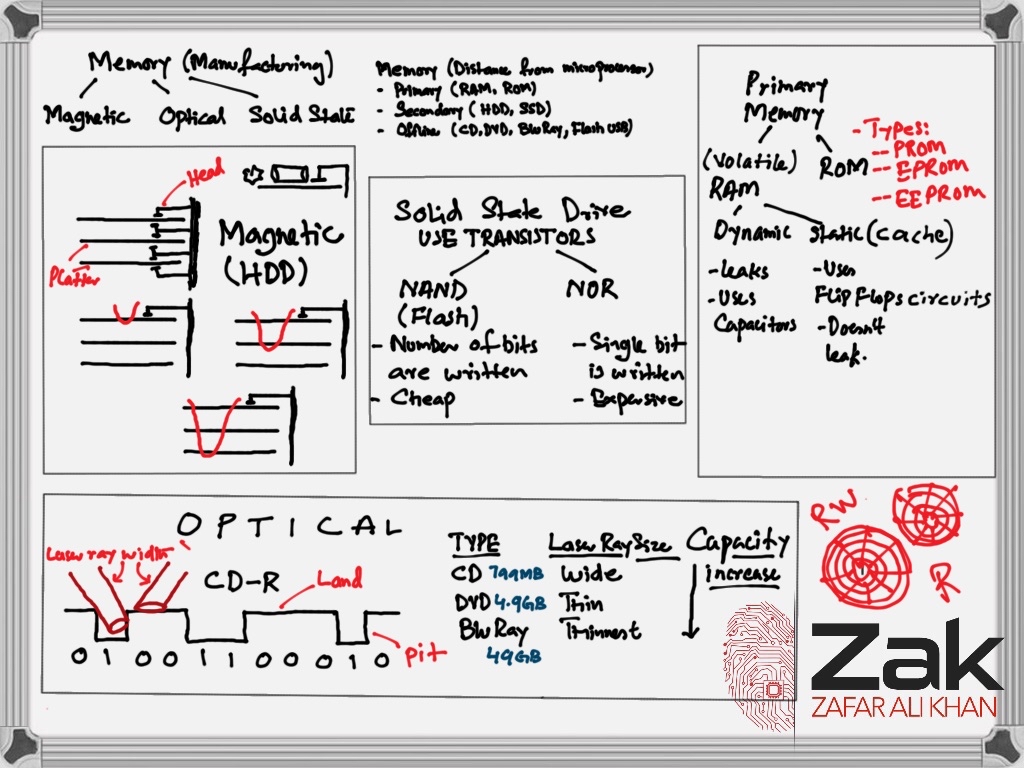 Memory (Manufacturing)
Magnetic Optical Solid State
Memory (Distance from microprocessor)
- Primary (RAM, ROM)
- Secondary (HDD, SSD)
- Offline (CD, DVD, BluRay, Flash USB)
Head
Platter
Magnetic
(HDD)
Solid State Drive
USE TRANSISTORS
NAND
(Flash)
- Number of bits
are written
- Cheap
NOR
- Single bit
is written
- Expensive
Primary
Memory
(Volatile)
RAM
ROM
- Types:
-- PROM
-- EPROM
-- EEPROM
Dynamic
- leaks
- Uses
Capacitors
Static (cache)
- Uses
Flip Flops circuits
- Doesn't
leak.
OPTICAL
Laser ray width
CD-R
Land
Pit
0 1 0 0 1 1 0 0 0 1 0
TYPE Laser Ray Size Capacity
CD 799MB Wide increase
DVD 4.9GB Thin
BluRay Thinnest
49GB
RW
R
Zak
ZAFAR ALI KHAN